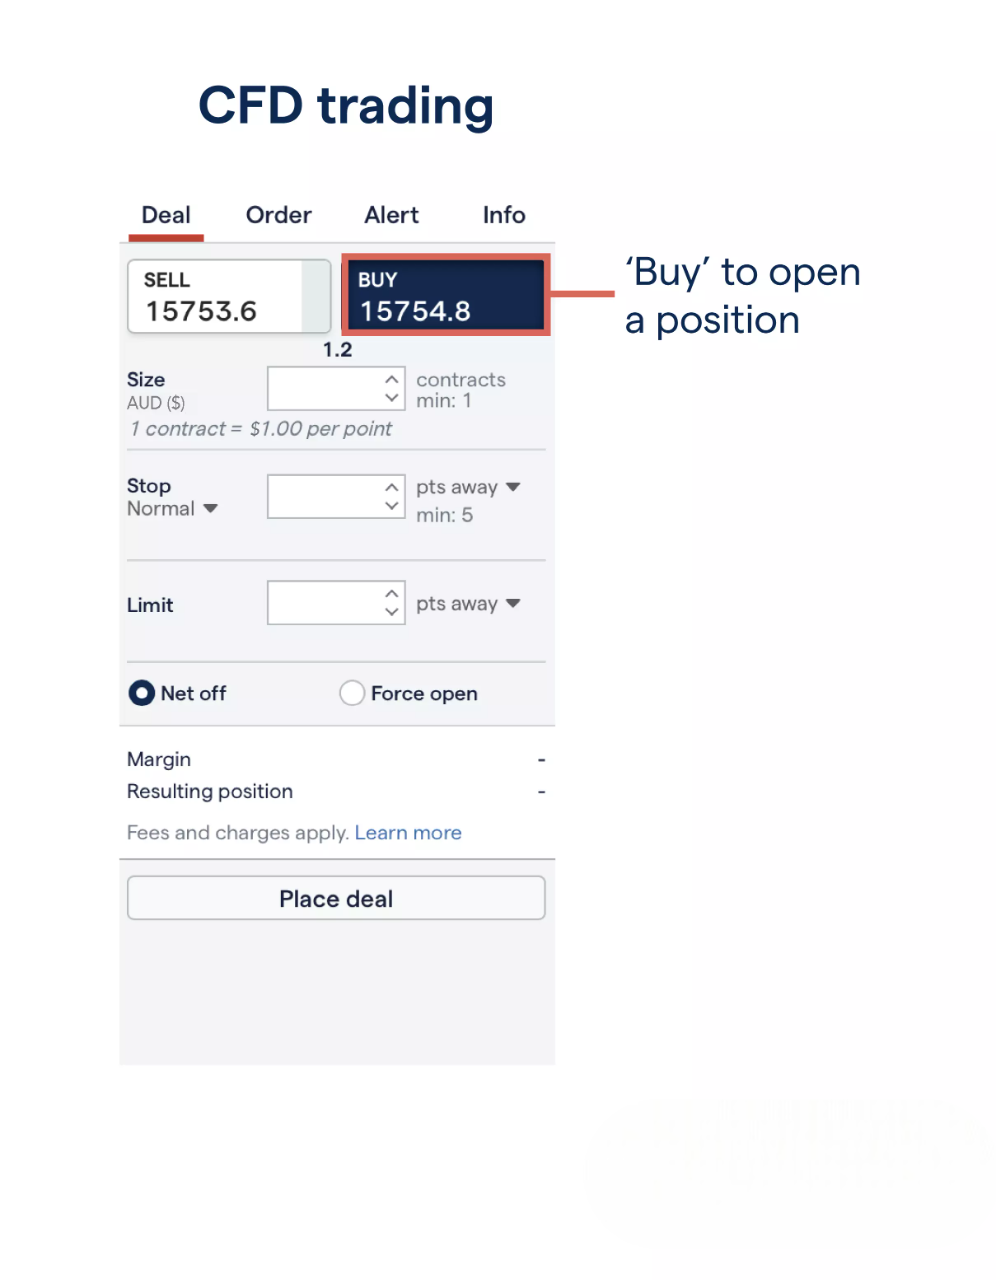 CFD trading
Deal Order Alert Info
SELL BUY
15753.6 15754.8
1.2
‘Buy’ to open
a position
Size contracts
AUD ($) min: 1
1 contract = $1.00 per point
Stop pts away
Normal min: 5
Limit pts away
Net off Force open
Margin -
Resulting position -
Fees and charges apply. Learn more
Place deal